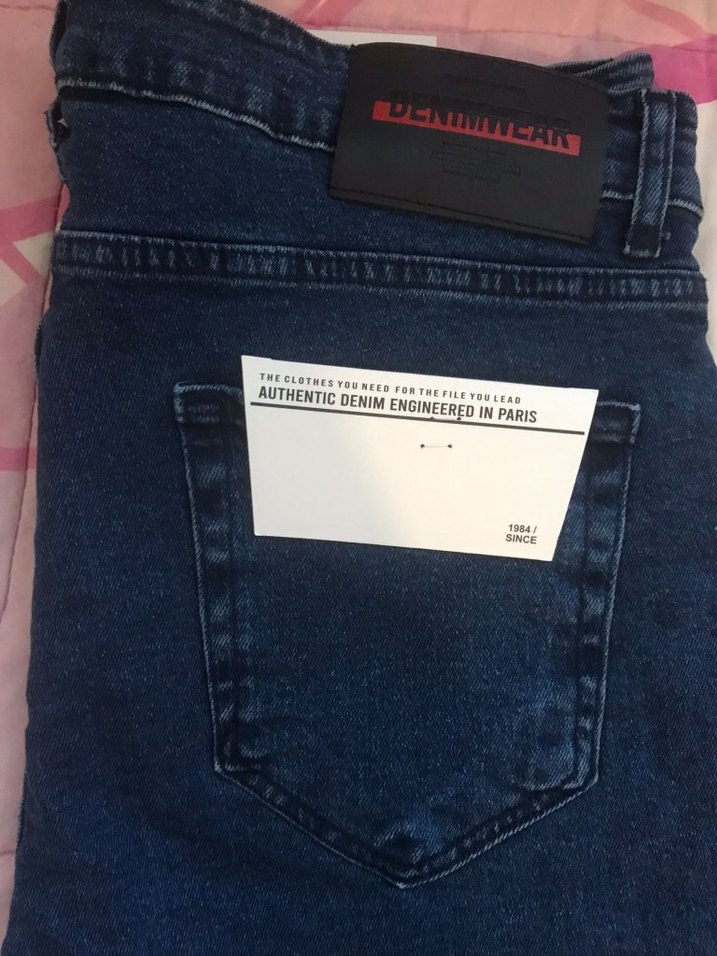 DENIMWEAR
THE CLOTHES YOU NEED FOR THE FILE YOU LEAD
AUTHENTIC DENIM ENGINEERED IN PARIS
1984 /
SINCE